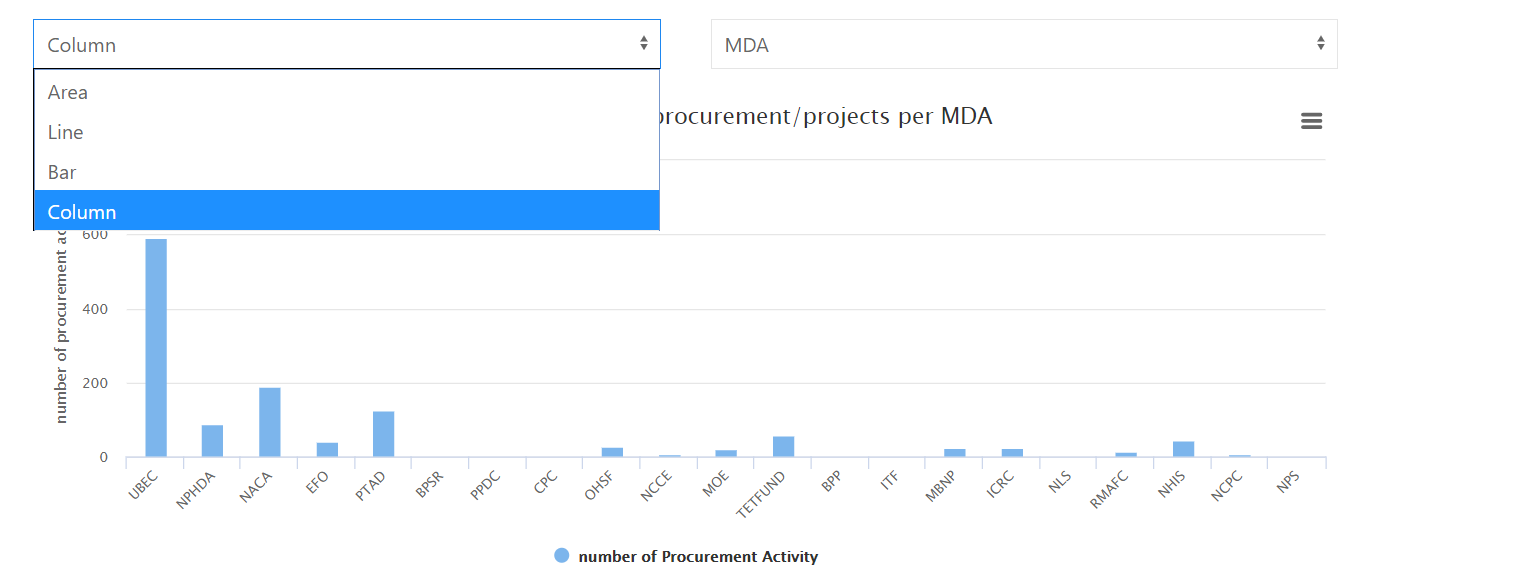 Column
MDA
Area
Line
Bar
Column
procurement/projects per MDA
number of procurement ac
600
400
200
0
UBEC
NPHDA
NACA
EFO
PTAD
BPSR
PPDC
CPC
OHSF
NCCE
MOE
TETFUND
BPP
ITF
MBNP
ICRC
NLS
RMAFC
NHIS
NCPC
NPS
number of Procurement Activity